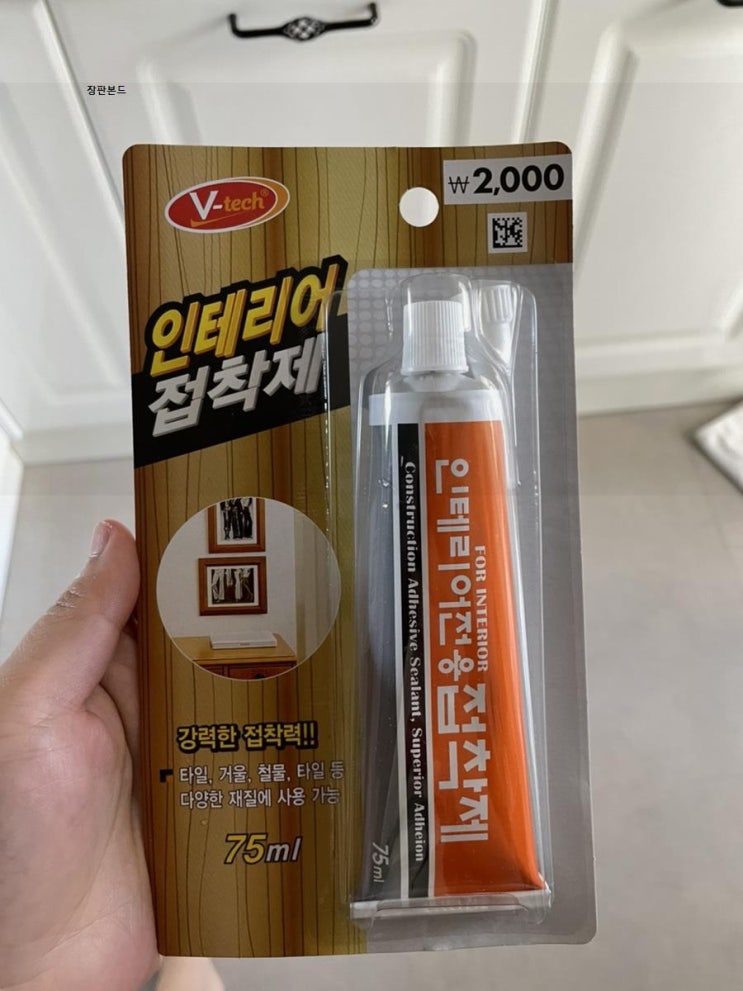 장판본드
₩2,000
V-tech®
인테리어
접착제
인테리어전용접착제
FOR INTERIOR
Construction Adhesive Sealant, Superior Adheion
75ml
강력한 접착력!!
타일, 거울, 철물, 타일 등
다양한 재질에 사용 가능
75ml